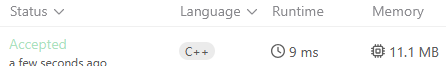 Status Language Runtime Memory
Accepted
C++ 9 ms 11.1 MB
a few seconds ago